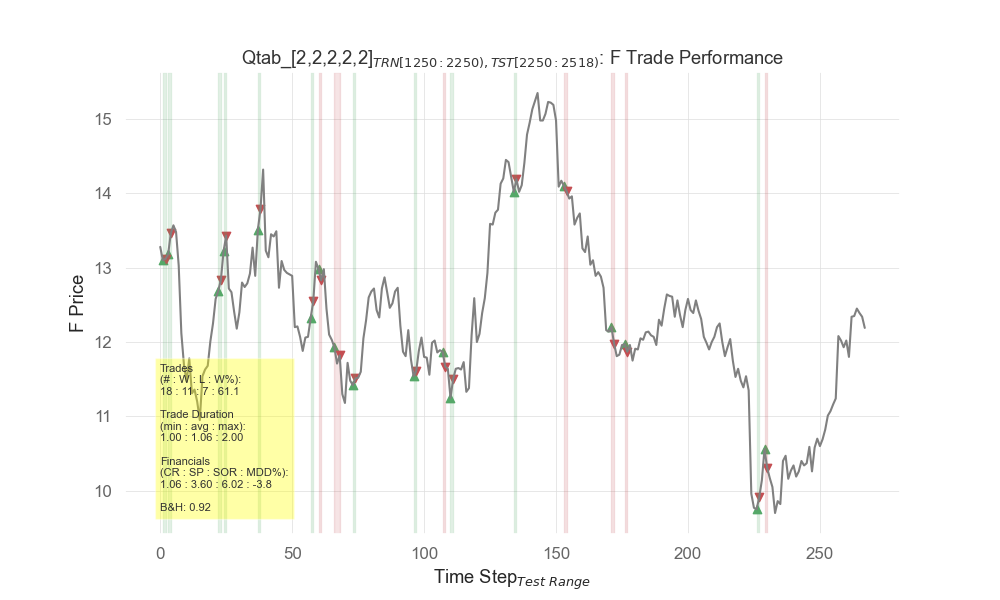 Qtab_[2,2,2,2,2]TRN[1250:2250),TST[2250:2518): F Trade Performance
15
14
13
12
11
10
F Price
Trades
(# : W : L : W%):
18 : 11 : 7 : 61.1
Trade Duration
(min : avg : max):
1.00 : 1.06 : 2.00
Financials
(CR : SP : SOR : MDD%):
1.06 : 3.60 : 6.02 : -3.8
B&H: 0.92
0 50 100 150 200 250
Time StepTest Range